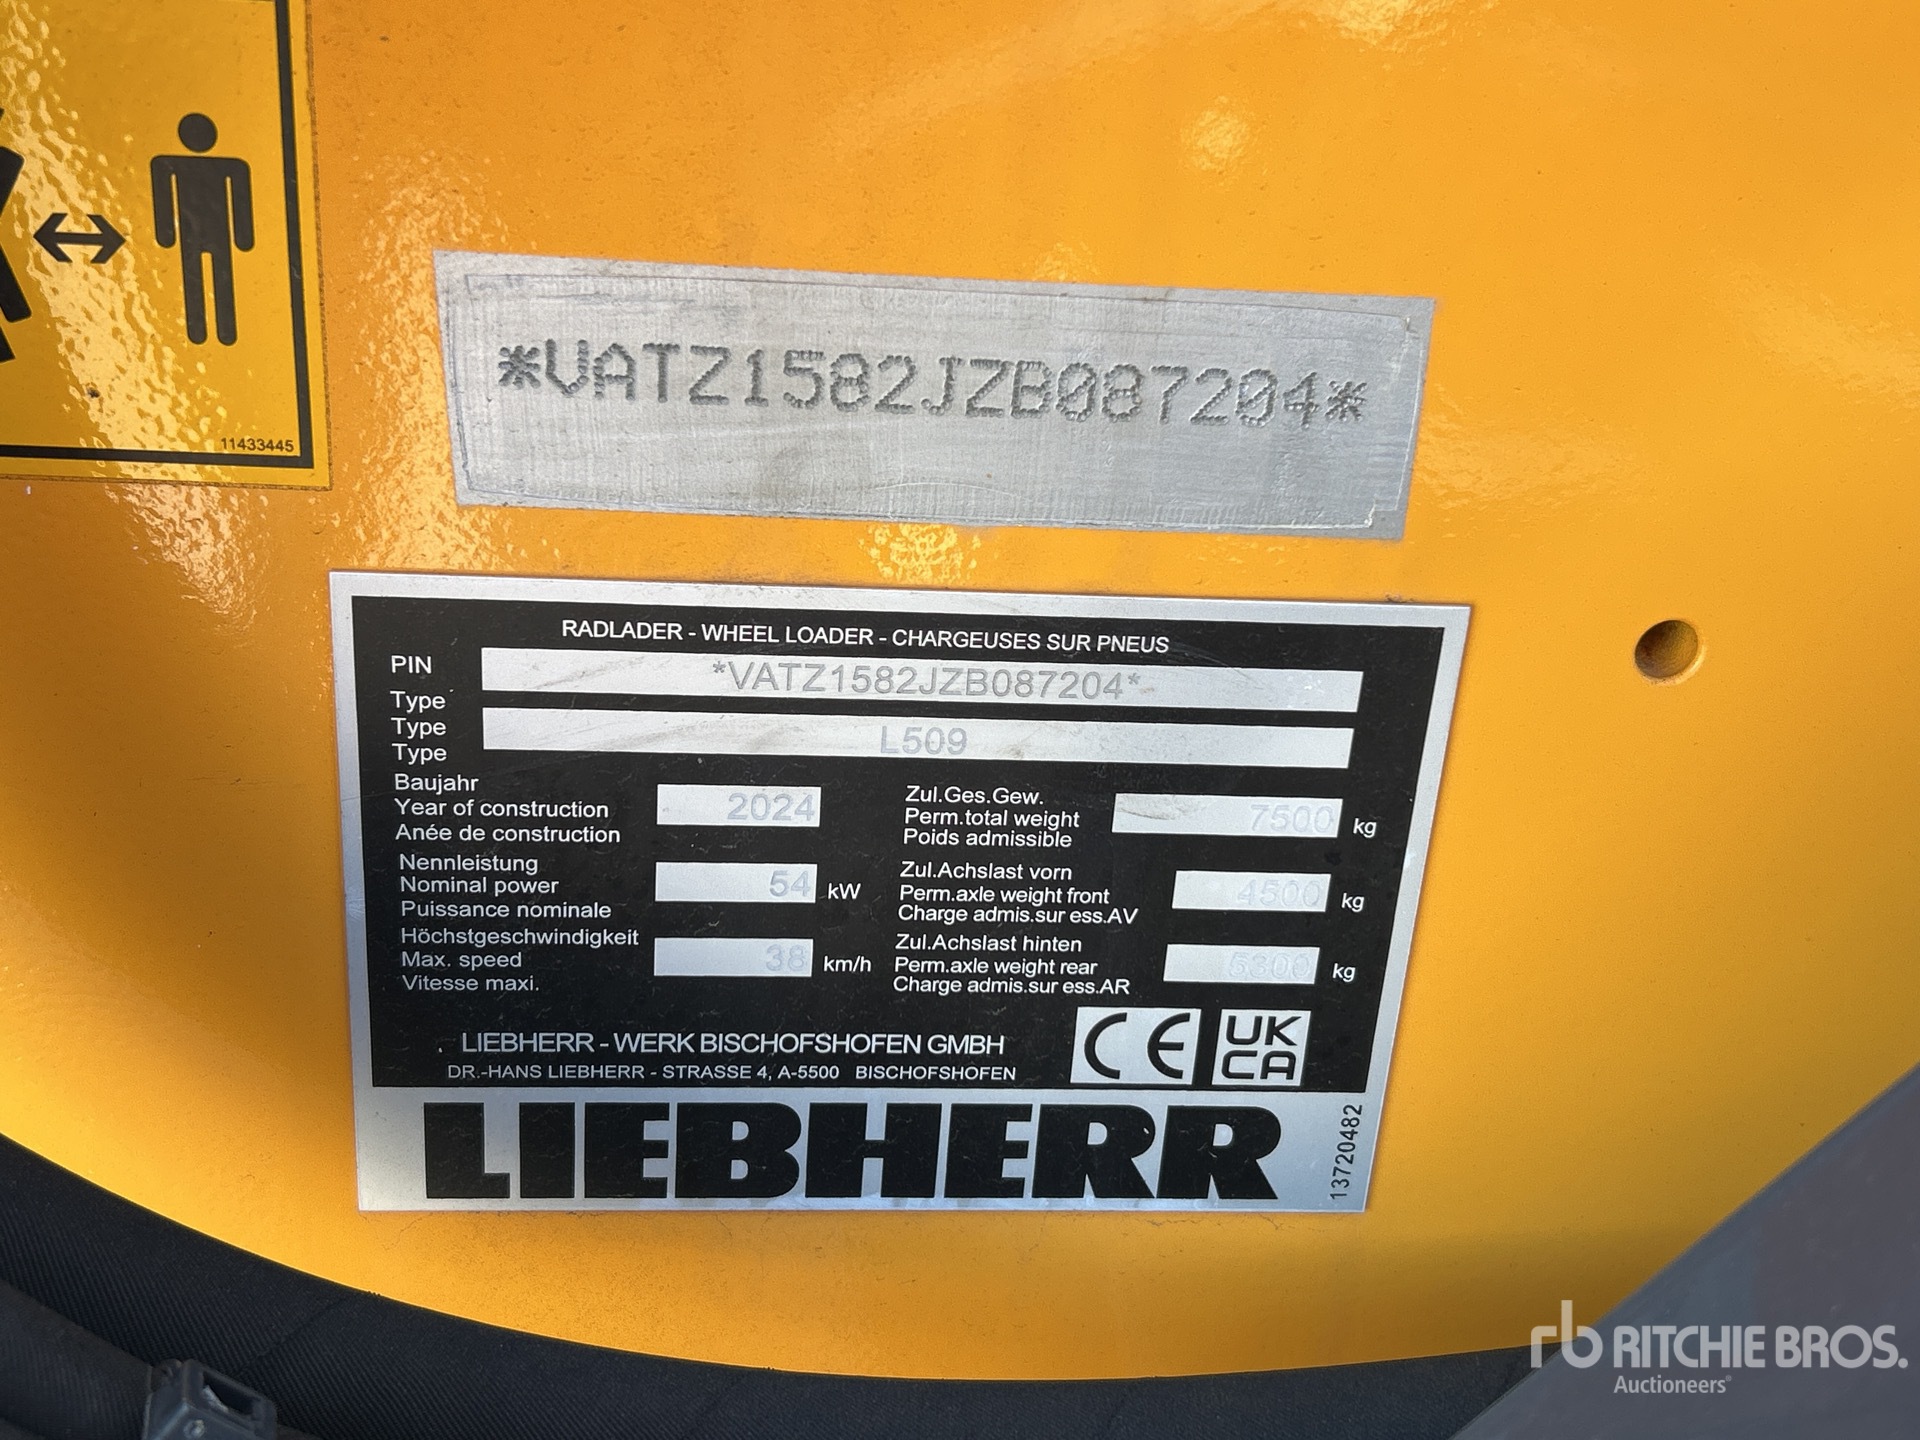 11433445
*VATZ1582JZB087204*
RADLADER - WHEEL LOADER - CHARGEUSES SUR PNEUS
PIN *VATZ1582JZB087204*
Type
Type L509
Type
Baujahr
Year of construction 2024
Anée de construction
Zul.Ges.Gew.
Perm.total weight 7500 kg
Poids admissible
Nennleistung
Nominal power 54 kW
Puissance nominale
Zul.Achslast vorn
Perm.axle weight front 4500 kg
Charge admis.sur ess.AV
Höchstgeschwindigkeit
Max. speed 38 km/h
Vitesse maxi.
Zul.Achslast hinten
Perm.axle weight rear 5300 kg
Charge admis.sur ess.AR
LIEBHERR - WERK BISCHOFSHOFEN GMBH
DR.-HANS LIEBHERR - STRASSE 4, A-5500 BISCHOFSHOFEN
CE
UK
CA
LIEBHERR
13720482
rb RITCHIE BROS.
Auctioneers